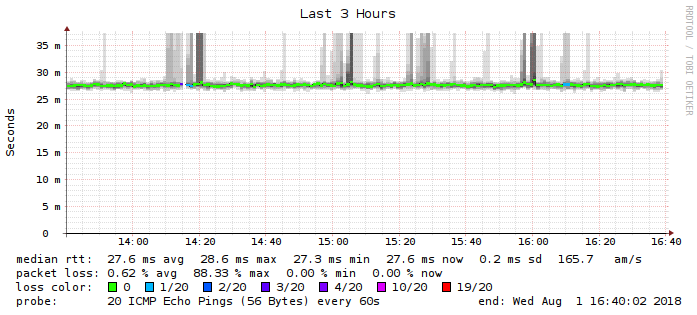 Last 3 Hours
RRDTOOL / TOBI OETIKER
Seconds
35 m
30 m
25 m
20 m
15 m
10 m
5 m
0
14:00 14:20 14:40 15:00 15:20 15:40 16:00 16:20 16:40
median rtt: 27.6 ms avg 28.6 ms max 27.3 ms min 27.6 ms now 0.2 ms sd 165.7 am/s
packet loss: 0.62 % avg 88.33 % max 0.00 % min 0.00 % now
loss color: 0 1/20 2/20 3/20 4/20 10/20 19/20
probe: 20 ICMP Echo Pings (56 Bytes) every 60s end: Wed Aug 1 16:40:02 2018